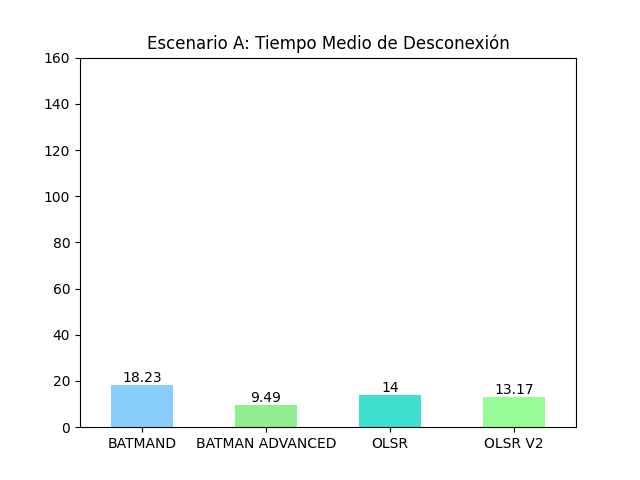 Escenario A: Tiempo Medio de Desconexión
160
140
120
100
80
60
40
20
0
18.23
9.49
14
13.17
BATMAND
BATMAN ADVANCED
OLSR
OLSR V2